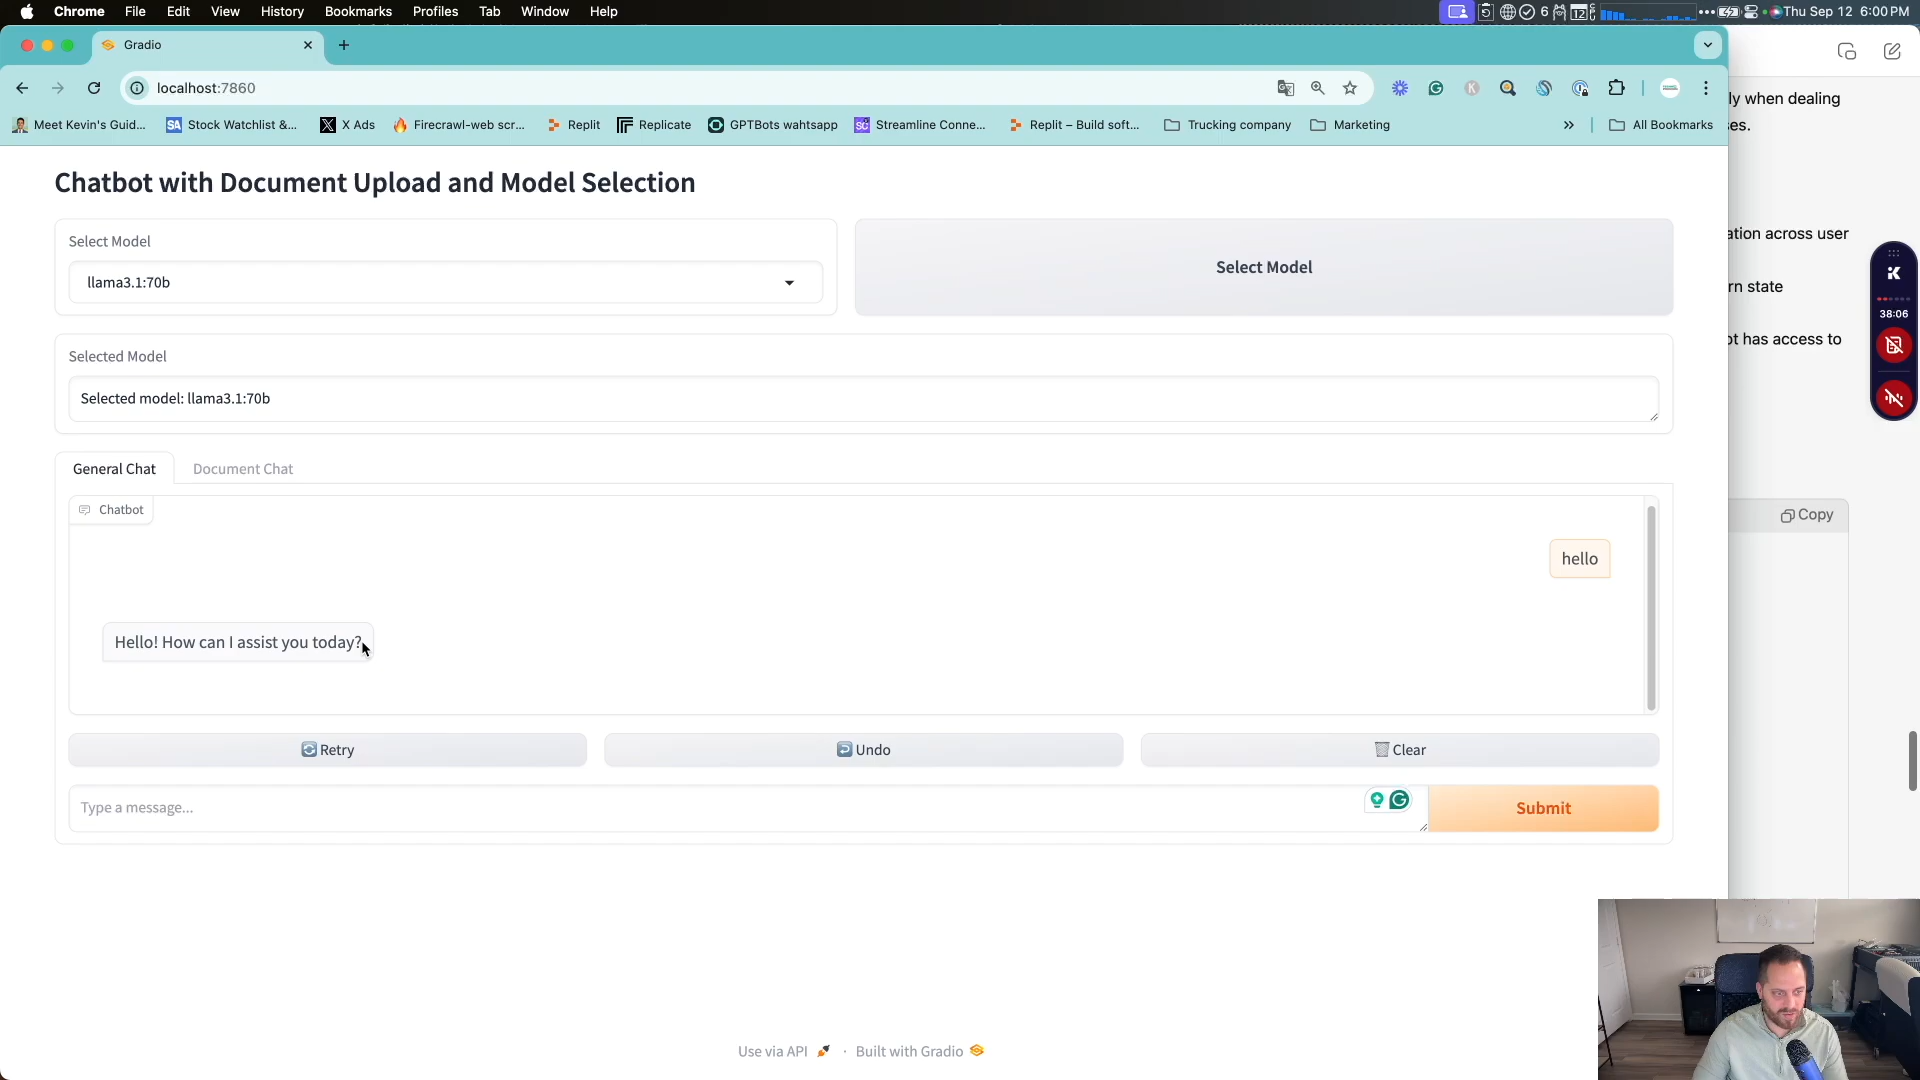 Chrome File Edit View History Bookmarks Profiles Tab Window Help
6 12 Thu Sep 12 6:00 PM
Gradio
localhost:7860
Meet Kevin's Guid... Stock Watchlist &... X Ads Firecrawl-web scr... Replit Replicate GPTBots wahtsapp Streamline Conne... Replit – Build soft... Trucking company Marketing » All Bookmarks
ly when dealing
es.
ation across user
rn state
ot has access to
Copy
38:06
Chatbot with Document Upload and Model Selection
Select Model
llama3.1:70b
Select Model
Selected Model
Selected model: llama3.1:70b
General Chat Document Chat
Chatbot
hello
Hello! How can I assist you today?
Retry Undo Clear
Type a message...
Submit
Use via API · Built with Gradio